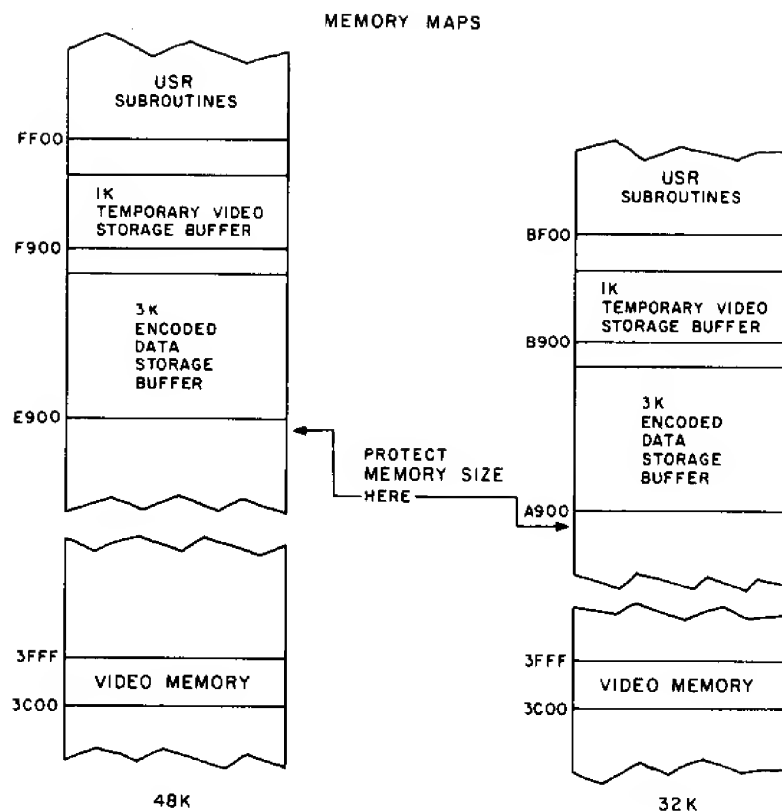 MEMORY MAPS
USR
SUBROUTINES
FF00
1K
TEMPORARY VIDEO
STORAGE BUFFER
F900
3K
ENCODED
DATA
STORAGE
BUFFER
E900
3FFF
VIDEO MEMORY
3C00
48K
PROTECT
MEMORY SIZE
HERE
USR
SUBROUTINES
BF00
1K
TEMPORARY VIDEO
STORAGE BUFFER
B900
3K
ENCODED
DATA
STORAGE
BUFFER
A900
3FFF
VIDEO MEMORY
3C00
32K